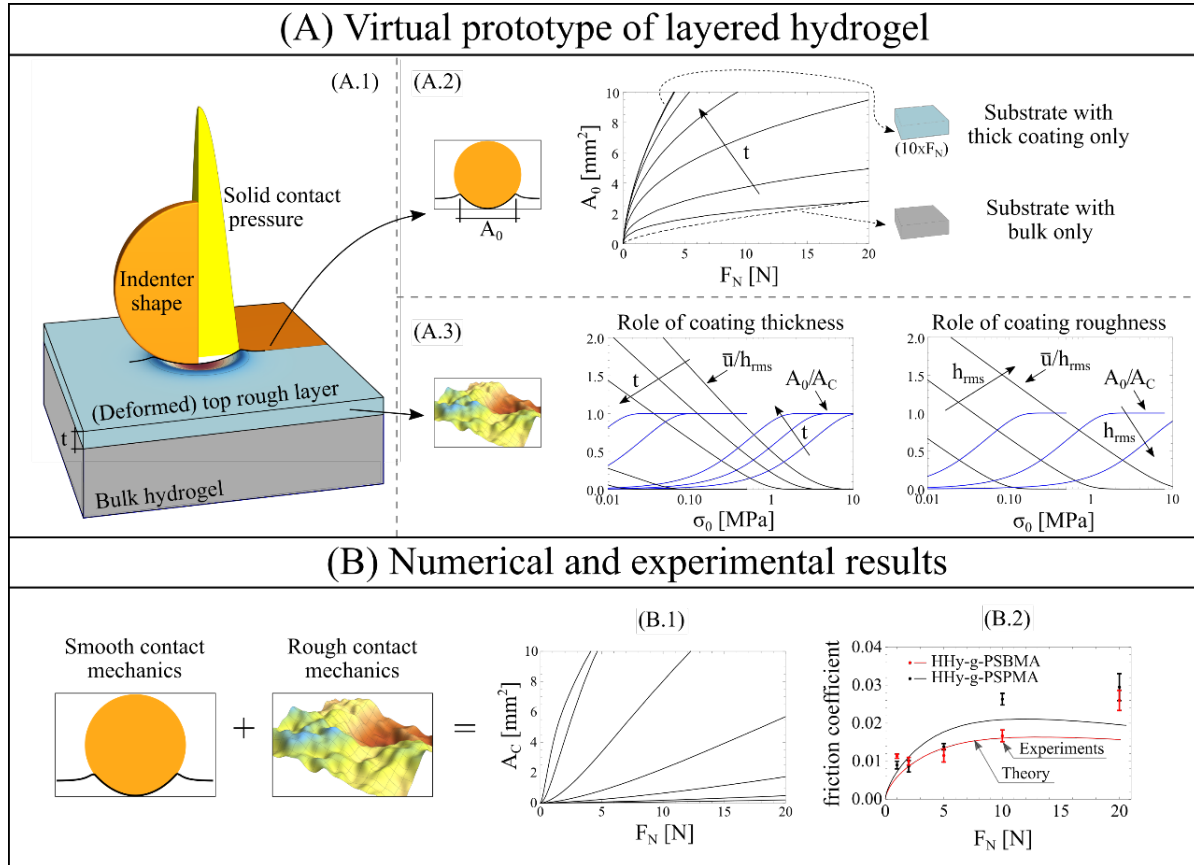 (A) Virtual prototype of layered hydrogel
(A.1)
Solid contact
pressure
Indenter
shape
(Deformed) top rough layer
t
Bulk hydrogel
(A.2)
A0
10
8
6
4
2
0
A0 [mm²]
t
0
5
10
15
20
FN [N]
(10xFN)
Substrate with
thick coating only
Substrate with
bulk only
(A.3)
Role of coating thickness
2.0
1.5
1.0
0.5
0.0
t
ū/hrms
A0/AC
t
0.01
0.10
1
10
σ0 [MPa]
Role of coating roughness
2.0
1.5
1.0
0.5
0.0
hrms
ū/hrms
A0/AC
hrms
0.01
0.10
1
10
σ0 [MPa]
(B) Numerical and experimental results
Smooth contact
mechanics
+
Rough contact
mechanics
=
(B.1)
10
8
6
4
2
0
AC [mm²]
0
5
10
15
20
FN [N]
(B.2)
0.04
0.03
0.02
0.01
0.00
friction coefficient
HHy-g-PSBMA
HHy-g-PSPMA
Experiments
Theory
0
5
10
15
20
FN [N]